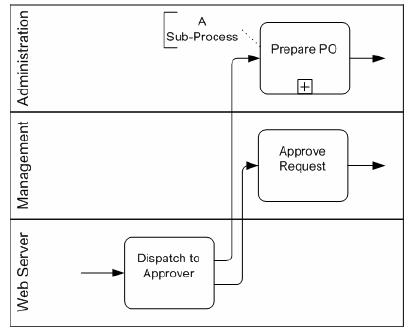 Administration
A
Sub-Process
Prepare PO
Management
Approve
Request
Web Server
Dispatch to
Approver